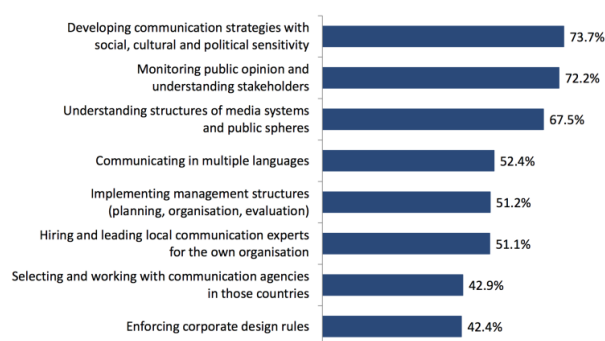 Developing communication strategies with
social, cultural and political sensitivity
73.7%
Monitoring public opinion and
understanding stakeholders
72.2%
Understanding structures of media systems
and public spheres
67.5%
Communicating in multiple languages
52.4%
Implementing management structures
(planning, organisation, evaluation)
51.2%
Hiring and leading local communication experts
for the own organisation
51.1%
Selecting and working with communication agencies
in those countries
42.9%
Enforcing corporate design rules
42.4%